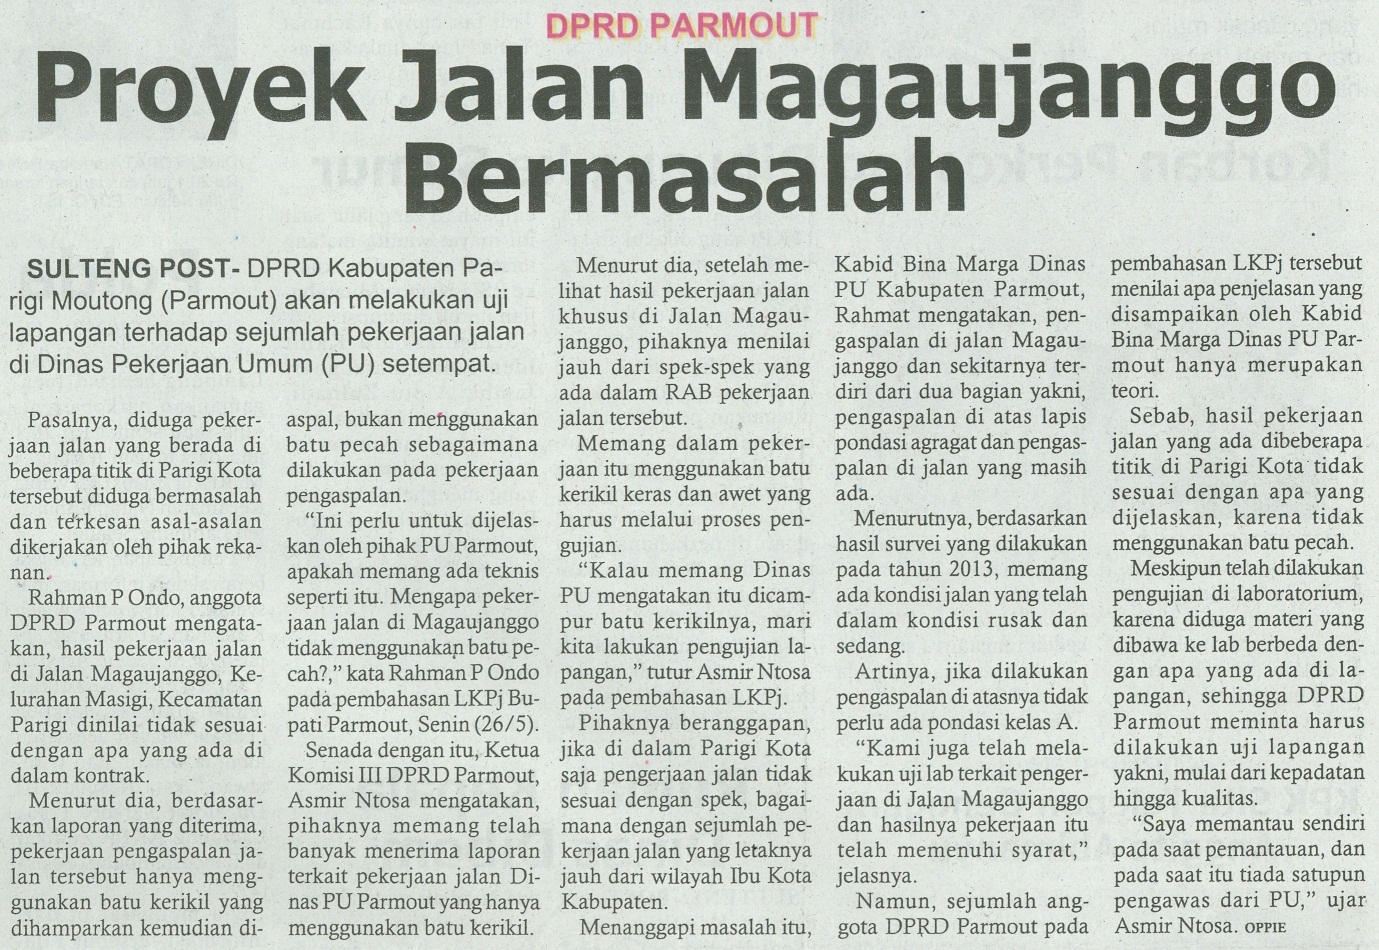 DPRD PARMOUT
Proyek Jalan Magaujanggo
Bermasalah
SULTENG POST- DPRD Kabupaten Pa-
rigi Moutong (Parmout) akan melakukan uji
lapangan terhadap sejumlah pekerjaan jalan
di Dinas Pekerjaan Umum (PU) setempat.
Pasalnya, diduga peker-
jaan jalan yang berada di
beberapa titik di Parigi Kota
tersebut diduga bermasalah
dan terkesan asal-asalan
dikerjakan oleh pihak reka-
nan.
Rahman P Ondo, anggota
DPRD Parmout mengata-
kan, hasil pekerjaan jalan
di Jalan Magaujanggo, Ke-
lurahan Masigi, Kecamatan
Parigi dinilai tidak sesuai
dengan apa yang ada di
dalam kontrak.
Menurut dia, berdasar-
kan laporan yang diterima,
pekerjaan pengaspalan ja-
lan tersebut hanya meng-
gunakan batu kerikil yang
dihamparkan kemudian di-
aspal, bukan menggunakan
batu pecah sebagaimana
dilakukan pada pekerjaan
pengaspalan.
“Ini perlu untuk dijelas-
kan oleh pihak PU Parmout,
apakah memang ada teknis
seperti itu. Mengapa peker-
jaan jalan di Magaujanggo
tidak menggunakan batu pe-
cah?,” kata Rahman P Ondo
pada pembahasan LKPj Bu-
pati Parmout, Senin (26/5).
Senada dengan itu, Ketua
Komisi III DPRD Parmout,
Asmir Ntosa mengatakan,
pihaknya memang telah
banyak menerima laporan
terkait pekerjaan jalan Di-
nas PU Parmout yang hanya
menggunakan batu kerikil.
Menurut dia, setelah me-
lihat hasil pekerjaan jalan
khusus di Jalan Magau-
janggo, pihaknya menilai
jauh dari spek-spek yang
ada dalam RAB pekerjaan
jalan tersebut.
Memang dalam peker-
jaan itu menggunakan batu
kerikil keras dan awet yang
harus melalui proses pen-
gujian.
“Kalau memang Dinas
PU mengatakan itu dicam-
pur batu kerikilnya, mari
kita lakukan pengujian la-
pangan,” tutur Asmir Ntosa
pada pembahasan LKPj.
Pihaknya beranggapan,
jika di dalam Parigi Kota
saja pengerjaan jalan tidak
sesuai dengan spek, bagai-
mana dengan sejumlah pe-
kerjaan jalan yang letaknya
jauh dari wilayah Ibu Kota
Kabupaten.
Menanggapi masalah itu,
Kabid Bina Marga Dinas
PU Kabupaten Parmout,
Rahmat mengatakan, pen-
gaspalan di jalan Magau-
janggo dan sekitarnya ter-
diri dari dua bagian yakni,
pengaspalan di atas lapis
pondasi agragat dan pengas-
palan di jalan yang masih
ada.
Menurutnya, berdasarkan
hasil survei yang dilakukan
pada tahun 2013, memang
ada kondisi jalan yang telah
dalam kondisi rusak dan
sedang.
Artinya, jika dilakukan
pengaspalan di atasnya tidak
perlu ada pondasi kelas A.
“Kami juga telah mela-
kukan uji lab terkait penger-
jaan di Jalan Magaujanggo
dan hasilnya pekerjaan itu
telah memenuhi syarat,”
jelasnya.
Namun, sejumlah ang-
gota DPRD Parmout pada
pembahasan LKPj tersebut
menilai apa penjelasan yang
disampaikan oleh Kabid
Bina Marga Dinas PU Par-
mout hanya merupakan
teori.
Sebab, hasil pekerjaan
jalan yang ada dibeberapa
titik di Parigi Kota tidak
sesuai dengan apa yang
dijelaskan, karena tidak
menggunakan batu pecah.
Meskipun telah dilakukan
pengujian di laboratorium,
karena diduga materi yang
dibawa ke lab berbeda den-
gan apa yang ada di la-
pangan, sehingga DPRD
Parmout meminta harus
dilakukan uji lapangan
yakni, mulai dari kepadatan
hingga kualitas.
“Saya memantau sendiri
pada saat pemantauan, dan
pada saat itu tiada satupun
pengawas dari PU,” ujar
Asmir Ntosa. OPPIE